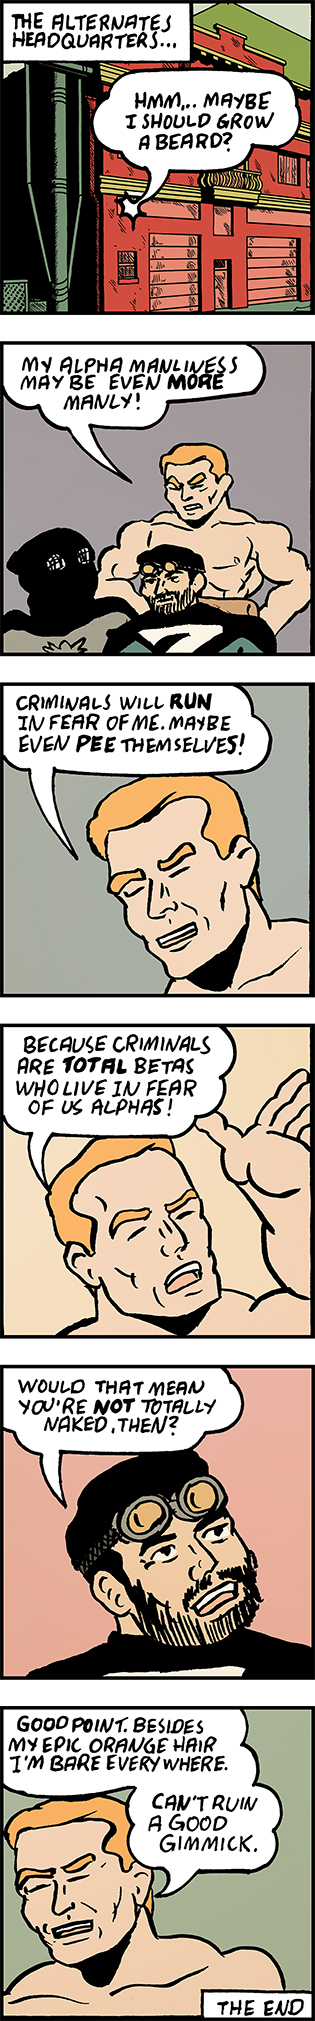 THE ALTERNATES
HEADQUARTERS...
HMM... MAYBE
I SHOULD GROW
A BEARD?
MY ALPHA MANLINESS
MAY BE EVEN MORE
MANLY!
CRIMINALS WILL RUN
IN FEAR OF ME. MAYBE
EVEN PEE THEMSELVES!
BECAUSE CRIMINALS
ARE TOTAL BETAS
WHO LIVE IN FEAR
OF US ALPHAS!
WOULD THAT MEAN
YOU'RE NOT TOTALLY
NAKED, THEN?
GOOD POINT. BESIDES
MY EPIC ORANGE HAIR
I'M BARE EVERYWHERE.
CAN'T RUIN
A GOOD
GIMMICK.
THE END